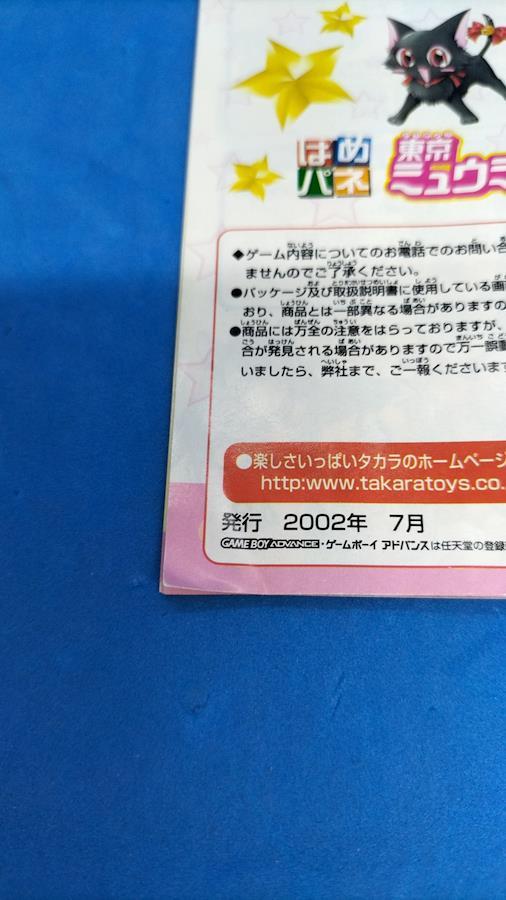 はめ
パネ
東京
ミュウミ
◆ゲーム内容についてのお電話でのお問い合
ませんのでご了承ください。
●パッケージ及び取扱説明書に使用している画
おり、商品とは一部異なる場合がありますの
●商品には万全の注意をはらっておりますが、
合が発見される場合がありますので万一誤動
いましたら、弊社まで、ご一報くださいます
●楽しさいっぱいタカラのホームページ
http:www.takaratoys.co.
発行 2002年 7月
GAME BOY ADVANCE・ゲームボーイ アドバンスは任天堂の登録